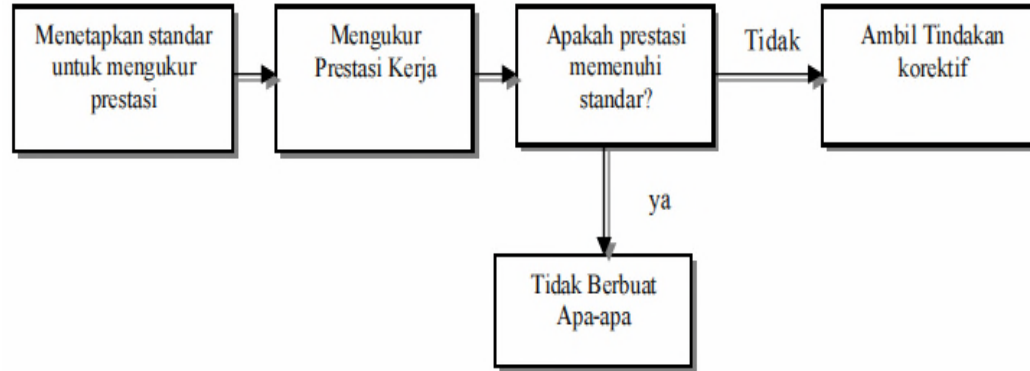 Menetapkan standar
untuk mengukur
prestasi
Mengukur
Prestasi Kerja
Apakah prestasi
memenuhi
standar?
Tidak
Ambil Tindakan
korektif
ya
Tidak Berbuat
Apa-apa